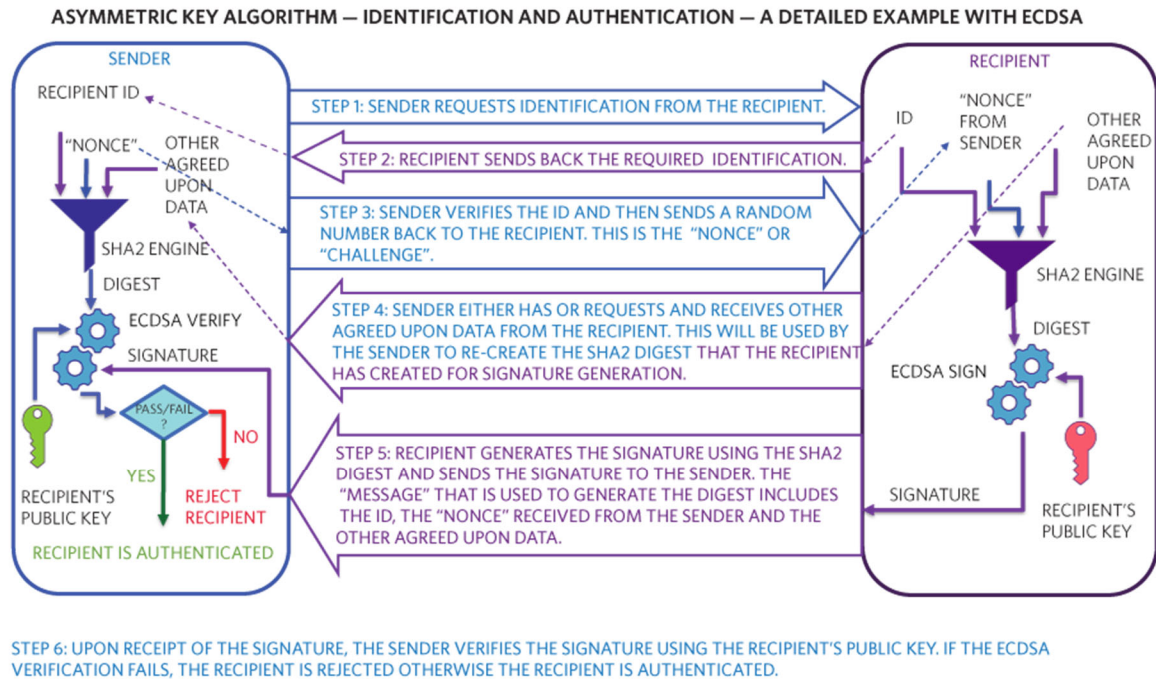 ASYMMETRIC KEY ALGORITHM — IDENTIFICATION AND AUTHENTICATION — A DETAILED EXAMPLE WITH ECDSA
SENDER
RECIPIENT ID
"NONCE"
OTHER
AGREED
UPON
DATA
SHA2 ENGINE
DIGEST
ECDSA VERIFY
SIGNATURE
PASS/FAIL
?
NO
YES
RECIPIENT'S
PUBLIC KEY
REJECT
RECIPIENT
RECIPIENT IS AUTHENTICATED
STEP 1: SENDER REQUESTS IDENTIFICATION FROM THE RECIPIENT.
STEP 2: RECIPIENT SENDS BACK THE REQUIRED IDENTIFICATION.
STEP 3: SENDER VERIFIES THE ID AND THEN SENDS A RANDOM
NUMBER BACK TO THE RECIPIENT. THIS IS THE "NONCE" OR
"CHALLENGE".
STEP 4: SENDER EITHER HAS OR REQUESTS AND RECEIVES OTHER
AGREED UPON DATA FROM THE RECIPIENT. THIS WILL BE USED BY
THE SENDER TO RE-CREATE THE SHA2 DIGEST THAT THE RECIPIENT
HAS CREATED FOR SIGNATURE GENERATION.
STEP 5: RECIPIENT GENERATES THE SIGNATURE USING THE SHA2
DIGEST AND SENDS THE SIGNATURE TO THE SENDER. THE
"MESSAGE" THAT IS USED TO GENERATE THE DIGEST INCLUDES
THE ID, THE "NONCE" RECEIVED FROM THE SENDER AND THE
OTHER AGREED UPON DATA.
RECIPIENT
ID
"NONCE"
FROM
SENDER
OTHER
AGREED
UPON
DATA
SHA2 ENGINE
DIGEST
ECDSA SIGN
SIGNATURE
RECIPIENT'S
PUBLIC KEY
STEP 6: UPON RECEIPT OF THE SIGNATURE, THE SENDER VERIFIES THE SIGNATURE USING THE RECIPIENT'S PUBLIC KEY. IF THE ECDSA
VERIFICATION FAILS, THE RECIPIENT IS REJECTED OTHERWISE THE RECIPIENT IS AUTHENTICATED.